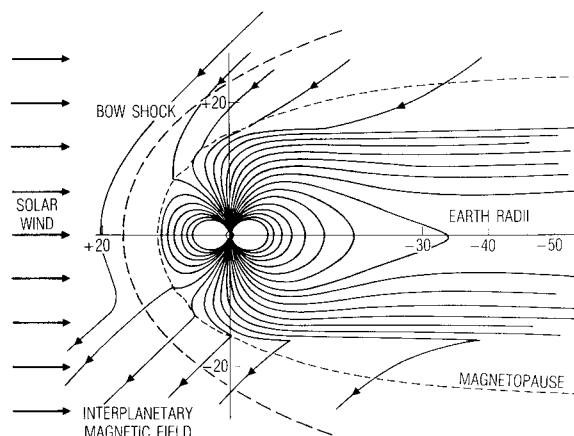 BOW SHOCK
+20
SOLAR
WIND
+20
EARTH RADII
-30
-40
-50
-20
MAGNETOPAUSE
INTERPLANETARY
MAGNETIC FIELD